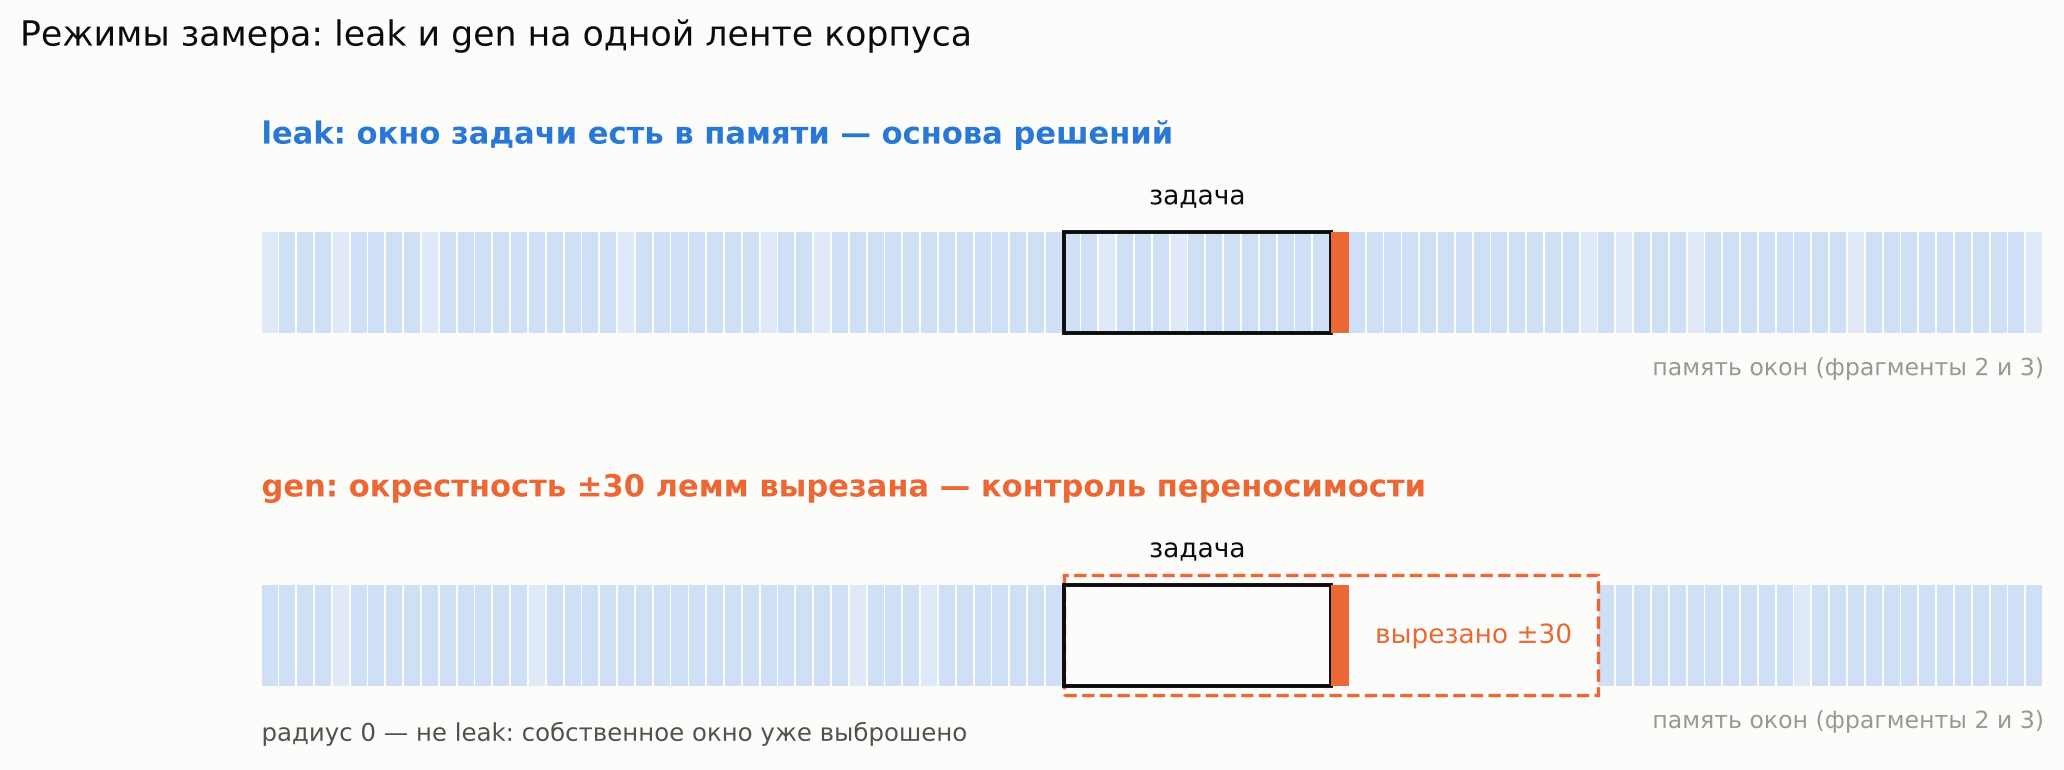 Режимы замера: leak и gen на одной ленте корпуса
leak: окно задачи есть в памяти — основа решений
задача
память окон (фрагменты 2 и 3)
gen: окрестность ±30 лемм вырезана — контроль переносимости
задача
вырезано ±30
память окон (фрагменты 2 и 3)
радиус 0 — не leak: собственное окно уже выброшено